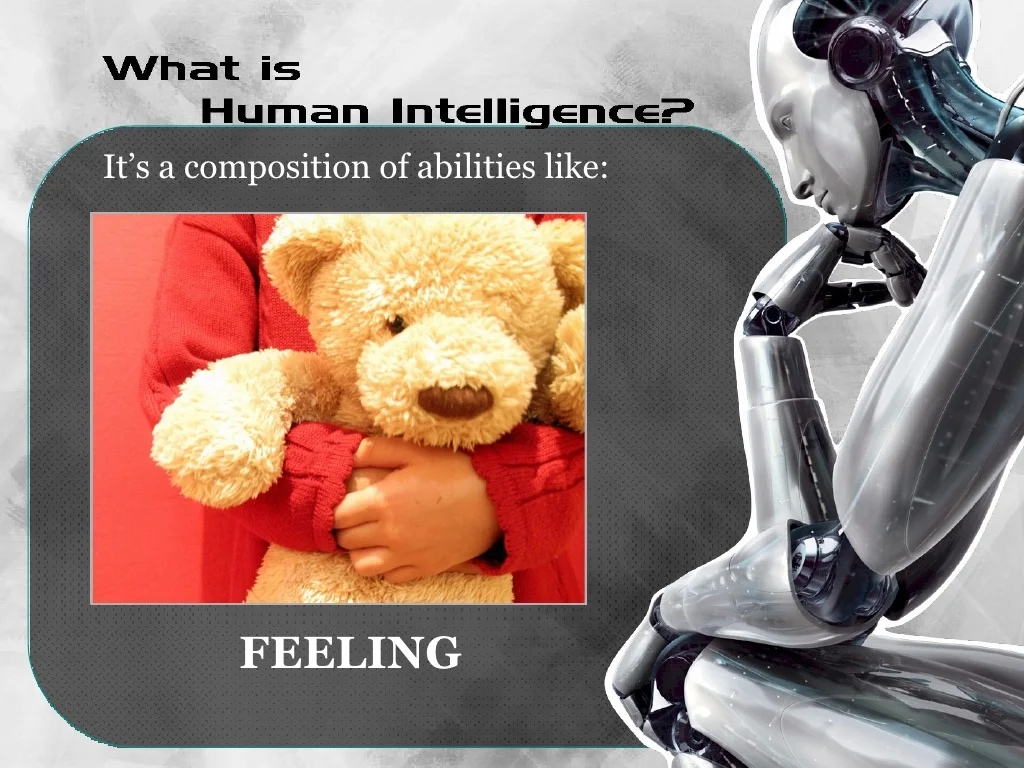 What is
Human Intelligence?
It’s a composition of abilities like:
FEELING